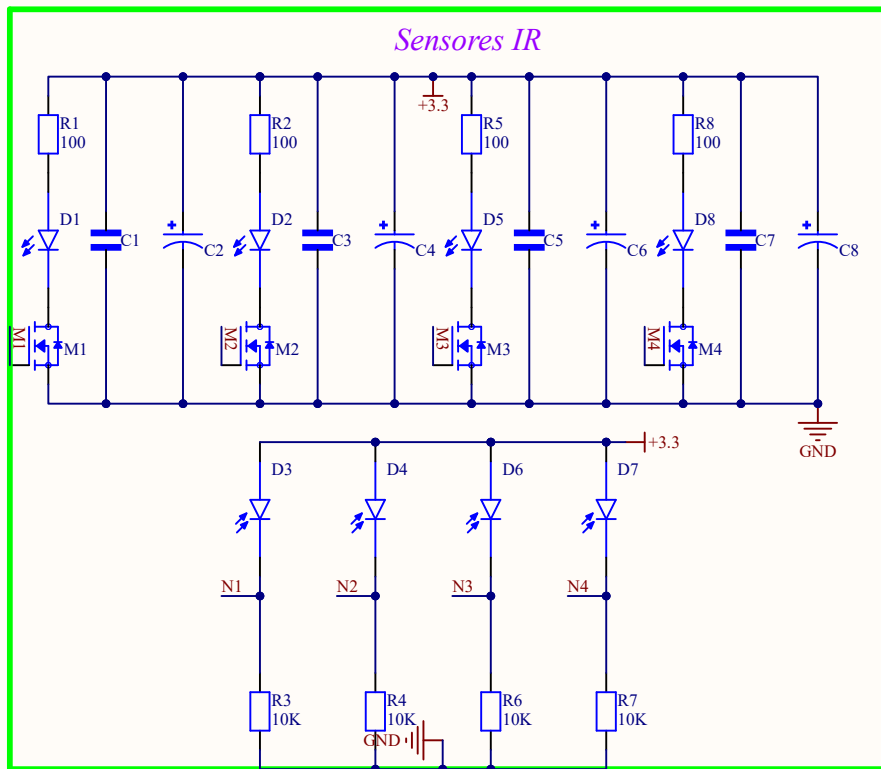 Sensores IR
+3.3
R1
100
R2
100
R5
100
R8
100
D1
C1
C2
D2
C3
C4
D5
C5
C6
D8
C7
C8
M1
M1
M2
M2
M3
M3
M4
M4
GND
+3.3
D3
D4
D6
D7
N1
N2
N3
N4
R3
10K
R4
10K
R6
10K
R7
10K
GND